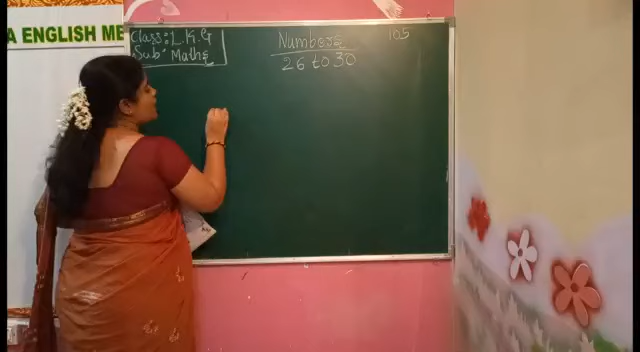 A ENGLISH ME
Class: L.K.G
Sub: Maths
Numbers
26 to 30
105